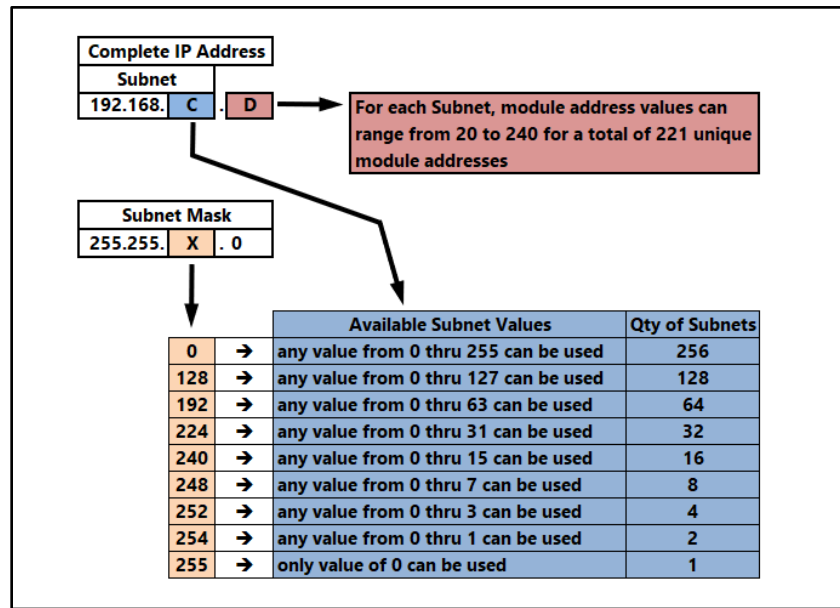 Complete IP Address
Subnet
192.168. C . D
For each Subnet, module address values can
range from 20 to 240 for a total of 221 unique
module addresses
Subnet Mask
255.255. X . 0
Available Subnet Values Qty of Subnets
0 → any value from 0 thru 255 can be used 256
128 → any value from 0 thru 127 can be used 128
192 → any value from 0 thru 63 can be used 64
224 → any value from 0 thru 31 can be used 32
240 → any value from 0 thru 15 can be used 16
248 → any value from 0 thru 7 can be used 8
252 → any value from 0 thru 3 can be used 4
254 → any value from 0 thru 1 can be used 2
255 → only value of 0 can be used 1